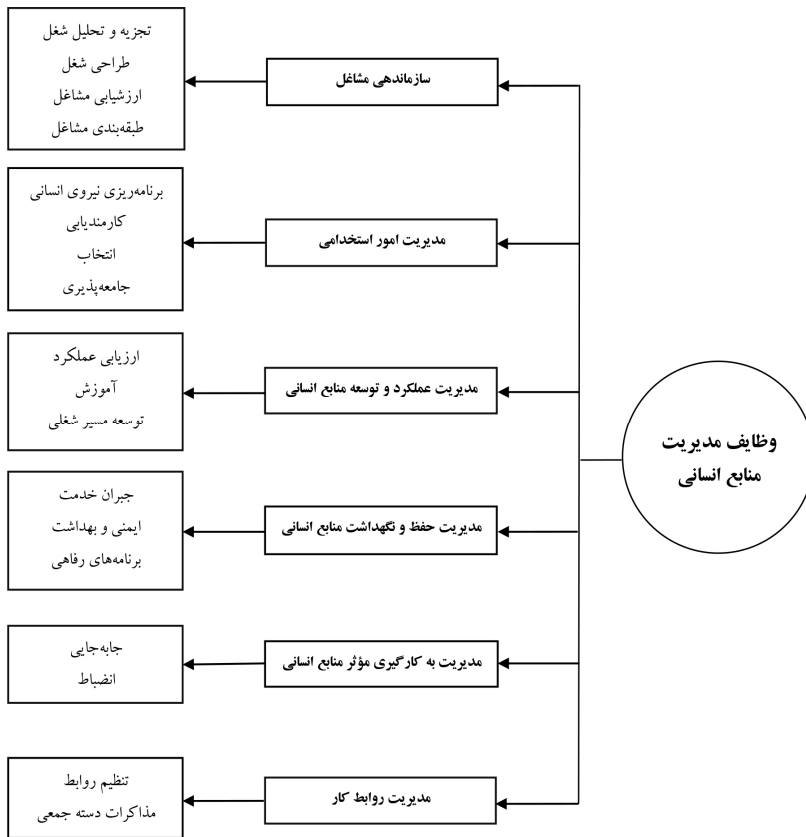 وظایف مدیریت
منابع انسانی
سازماندهی مشاغل
تجزیه و تحلیل شغل
طراحی شغل
ارزشیابی مشاغل
طبقه‌بندی مشاغل
مدیریت امور استخدامی
برنامه‌ریزی نیروی انسانی
کارمندیابی
انتخاب
جامعه‌پذیری
مدیریت عملکرد و توسعه منابع انسانی
ارزیابی عملکرد
آموزش
توسعه مسیر شغلی
مدیریت حفظ و نگهداشت منابع انسانی
جبران خدمت
ایمنی و بهداشت
برنامه‌های رفاهی
مدیریت به کارگیری مؤثر منابع انسانی
جابه‌جایی
انضباط
مدیریت روابط کار
تنظیم روابط
مذاکرات دسته جمعی